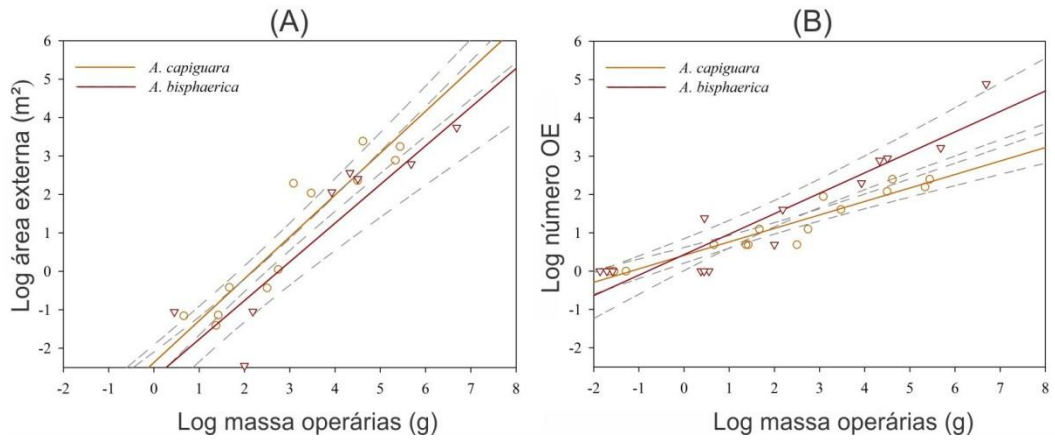 (A)
(B)
Log área externa (m²)
6
5
4
3
2
1
0
-1
-2
A. capiguara
A. bisphaerica
-2 -1 0 1 2 3 4 5 6 7 8
Log massa operárias (g)
Log número OE
6
5
4
3
2
1
0
-1
-2
A. capiguara
A. bisphaerica
-2 -1 0 1 2 3 4 5 6 7 8
Log massa operárias (g)